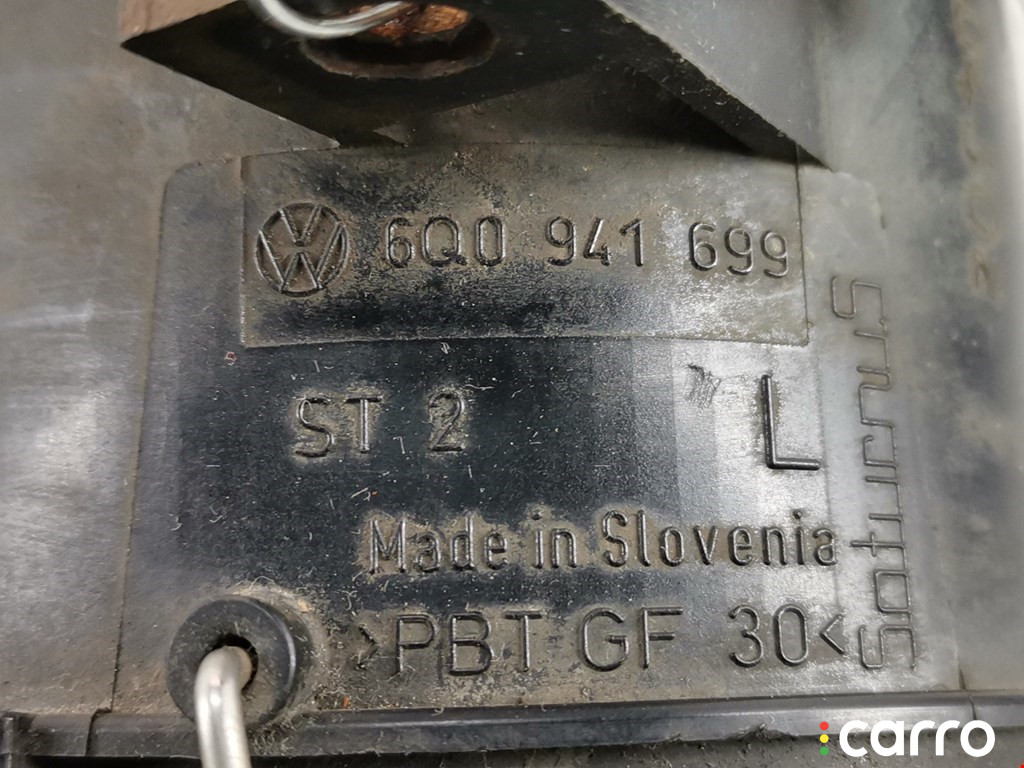 6Q0 941 699
ST 2
L
Made in Slovenia
>PBT GF 30<
saturnus
carro